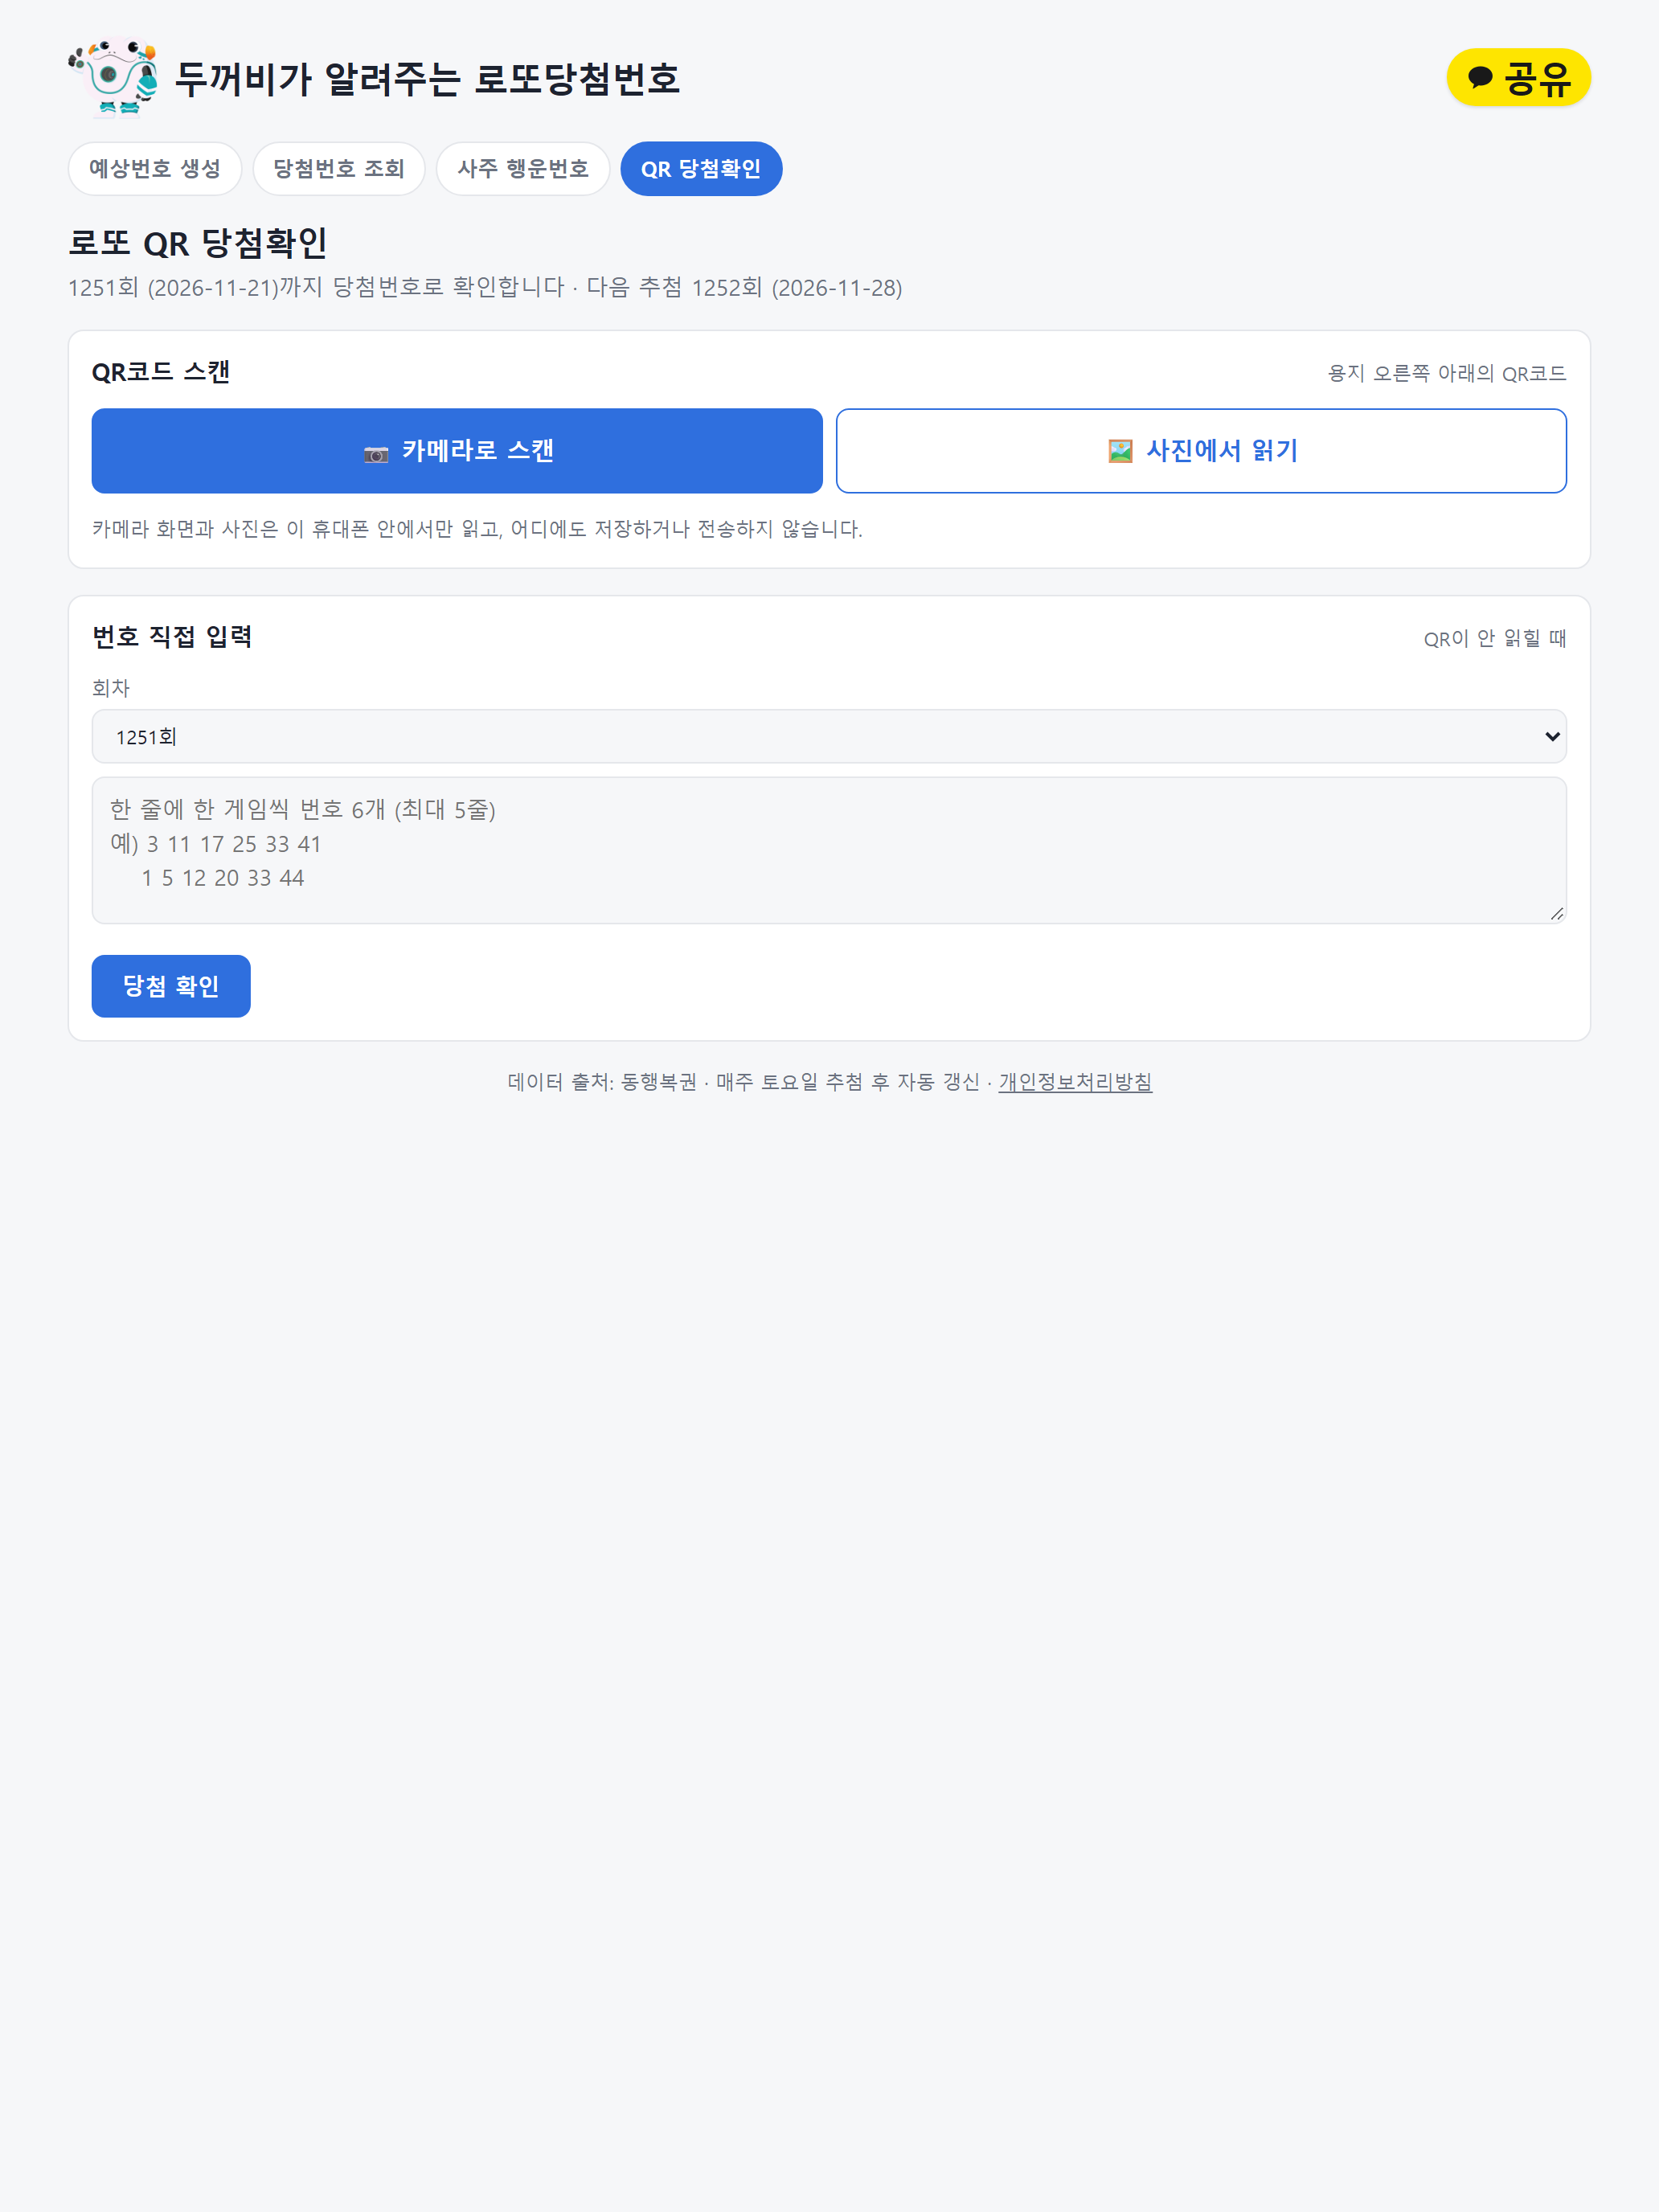 두꺼비가 알려주는 로또당첨번호
공유
예상번호 생성
당첨번호 조회
사주 행운번호
QR 당첨확인
로또 QR 당첨확인
1251회 (2026-11-21)까지 당첨번호로 확인합니다 · 다음 추첨 1252회 (2026-11-28)
QR코드 스캔
용지 오른쪽 아래의 QR코드
카메라로 스캔
사진에서 읽기
카메라 화면과 사진은 이 휴대폰 안에서만 읽고, 어디에도 저장하거나 전송하지 않습니다.
번호 직접 입력
QR이 안 읽힐 때
회차
1251회
한 줄에 한 게임씩 번호 6개 (최대 5줄)
예) 3 11 17 25 33 41
1 5 12 20 33 44
당첨 확인
데이터 출처: 동행복권 · 매주 토요일 추첨 후 자동 갱신 · 개인정보처리방침